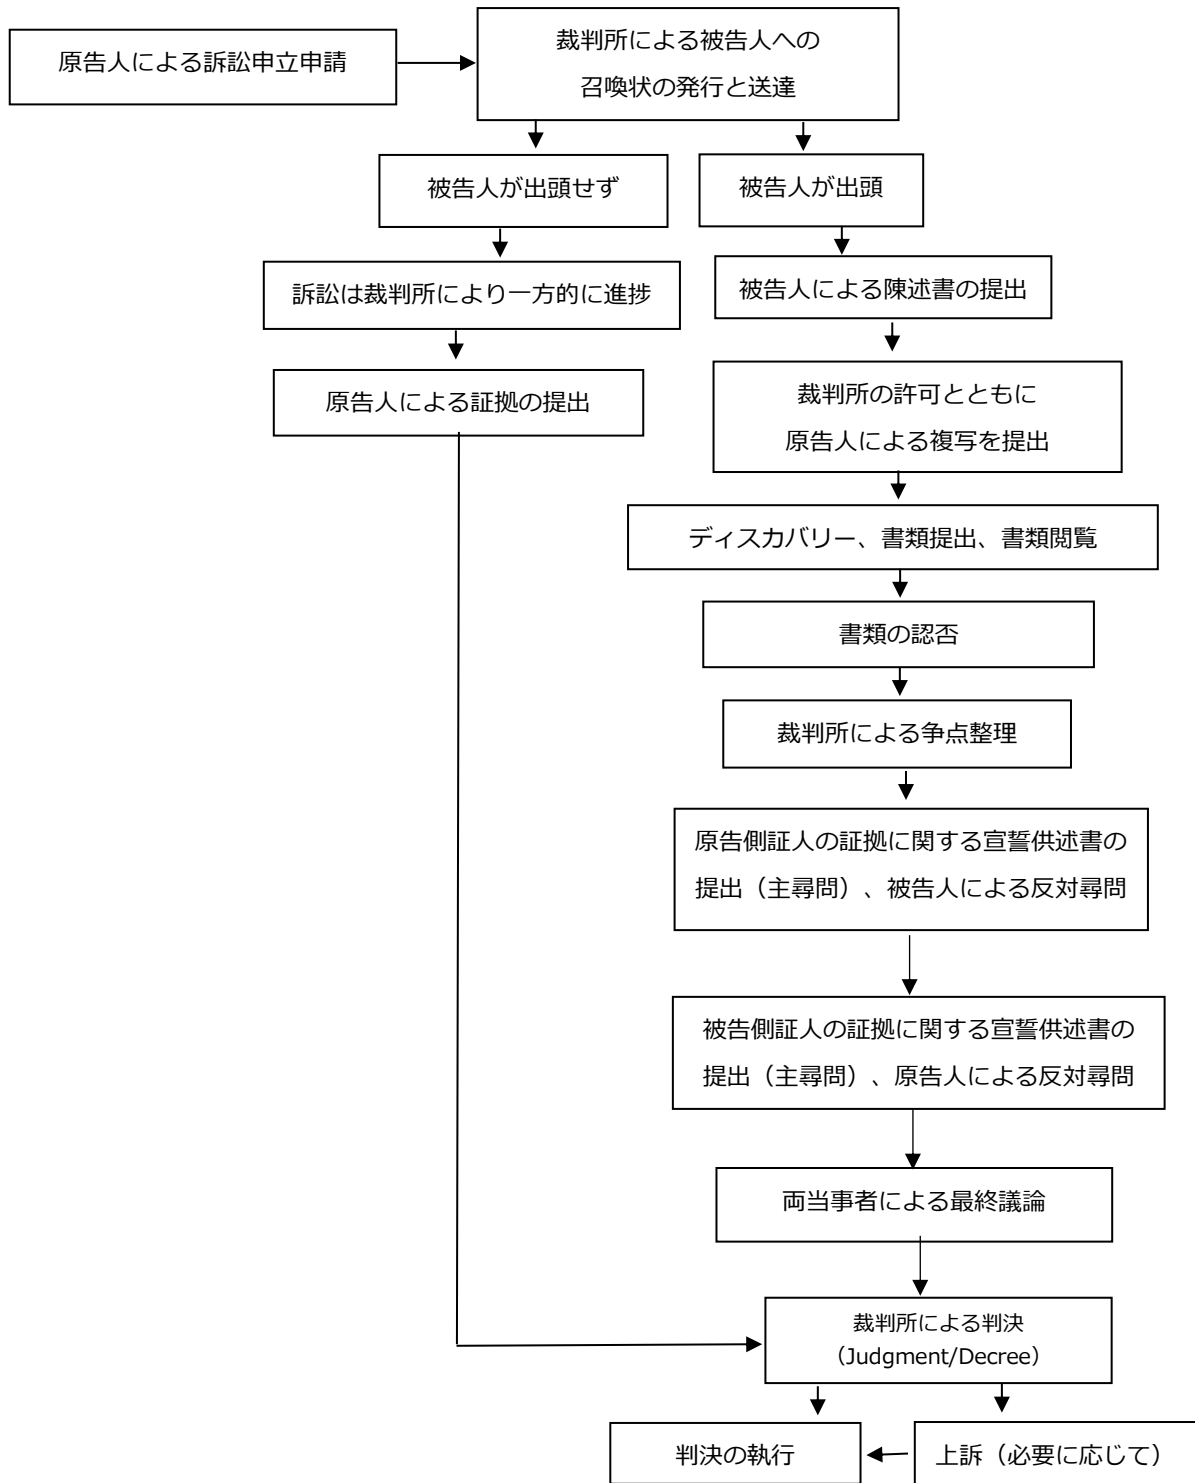 原告人による訴訟申立申請
裁判所による被告人への
召喚状の発行と送達
被告人が出頭せず
被告人が出頭
訴訟は裁判所により一方的に進捗
被告人による陳述書の提出
原告人による証拠の提出
裁判所の許可とともに
原告人による複写を提出
ディスカバリー、書類提出、書類閲覧
書類の認否
裁判所による争点整理
原告側証人の証拠に関する宣誓供述書の
提出（主尋問）、被告人による反対尋問
被告側証人の証拠に関する宣誓供述書の
提出（主尋問）、原告人による反対尋問
両当事者による最終議論
裁判所による判決
（Judgment/Decree）
判決の執行
上訴（必要に応じて）